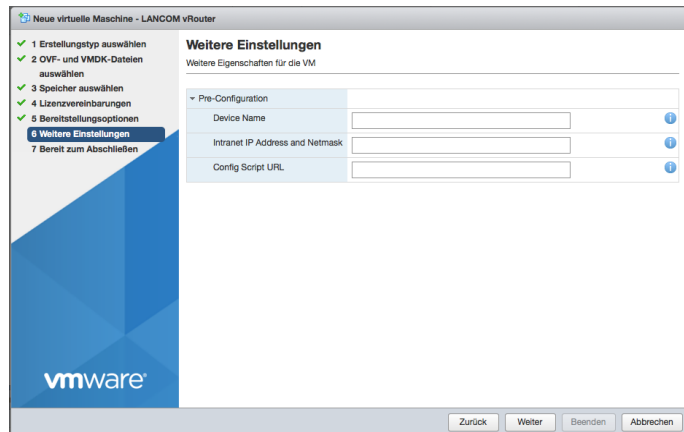 Neue virtuelle Maschine - LANCOM vRouter
1 Erstellungstyp auswählen
2 OVF- und VMDK-Dateien
auswählen
3 Speicher auswählen
4 Lizenzvereinbarungen
5 Bereitstellungsoptionen
6 Weitere Einstellungen
7 Bereit zum Abschließen
Weitere Einstellungen
Weitere Eigenschaften für die VM
Pre-Configuration
Device Name
Intranet IP Address and Netmask
Config Script URL
vmware®
Zurück Weiter Beenden Abbrechen